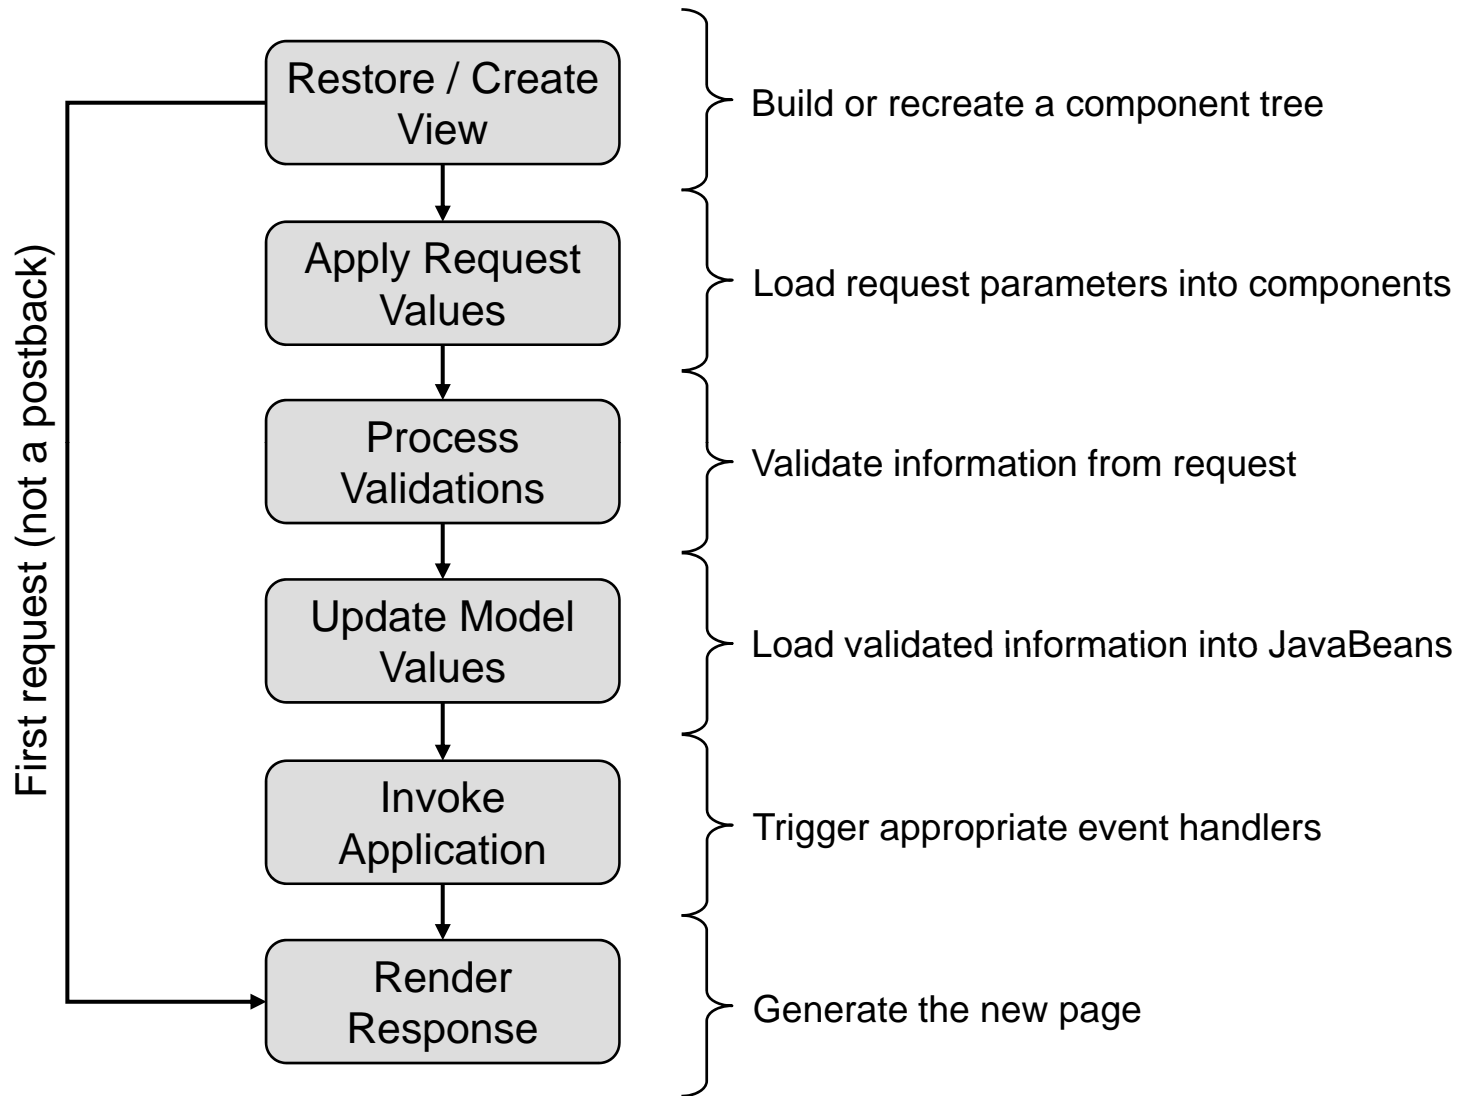 Restore / Create
View
Build or recreate a component tree
Apply Request
Values
Load request parameters into components
First request (not a postback)
Process
Validations
Validate information from request
Update Model
Values
Load validated information into JavaBeans
Invoke
Application
Trigger appropriate event handlers
Render
Response
Generate the new page